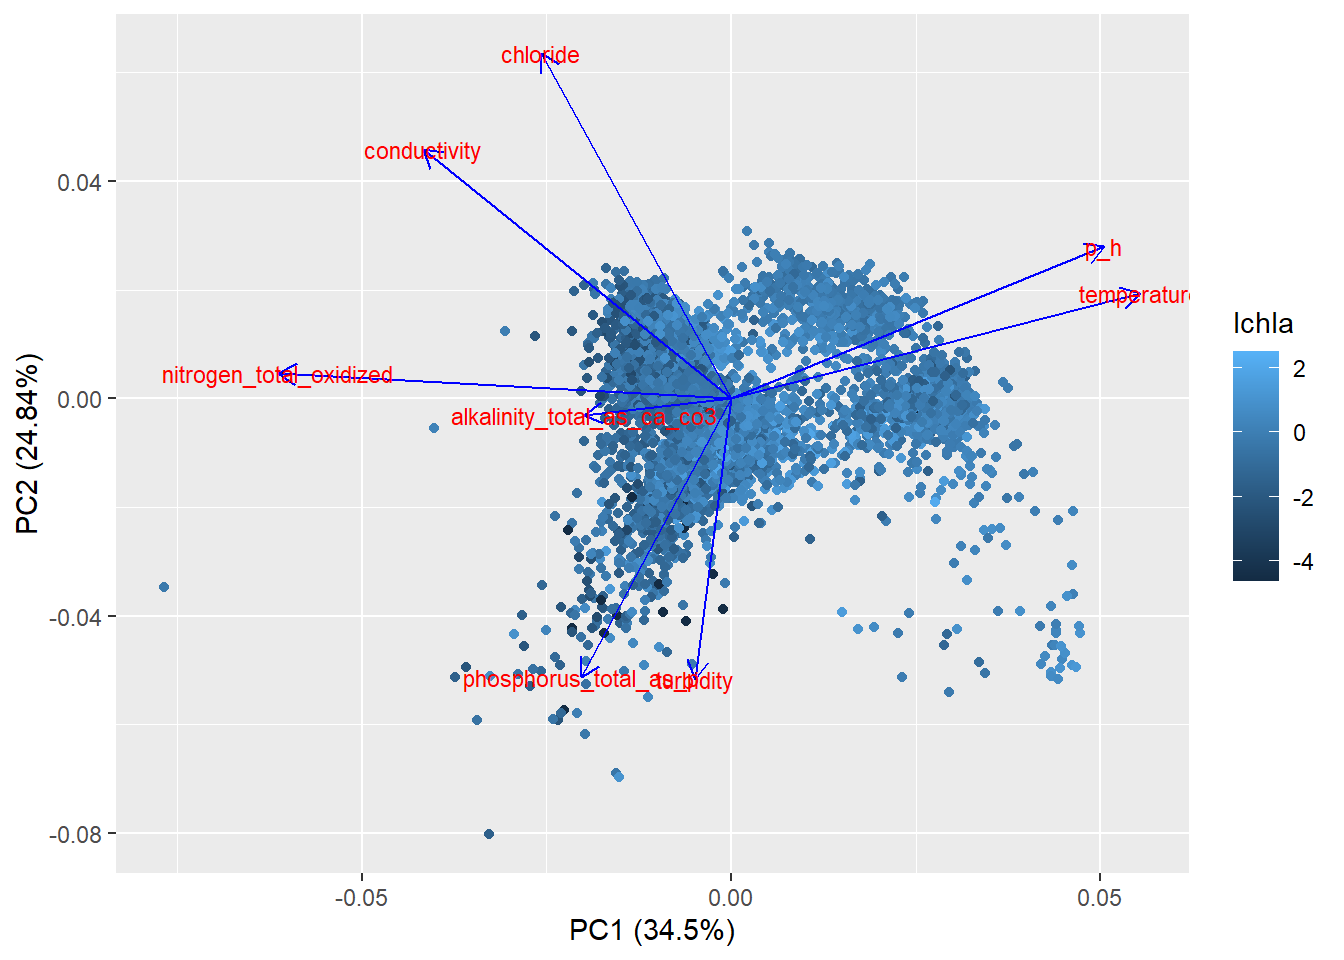 chloride
conductivity
p_h
temperature
nitrogen_total_oxidized
alkalinity_total_as_ca_co3
phosphorus_total_as_p
turbidity
0.04
0.00
-0.04
-0.08
-0.05
0.00
0.05
PC1 (34.5%)
PC2 (24.84%)
lchla
2
0
-2
-4